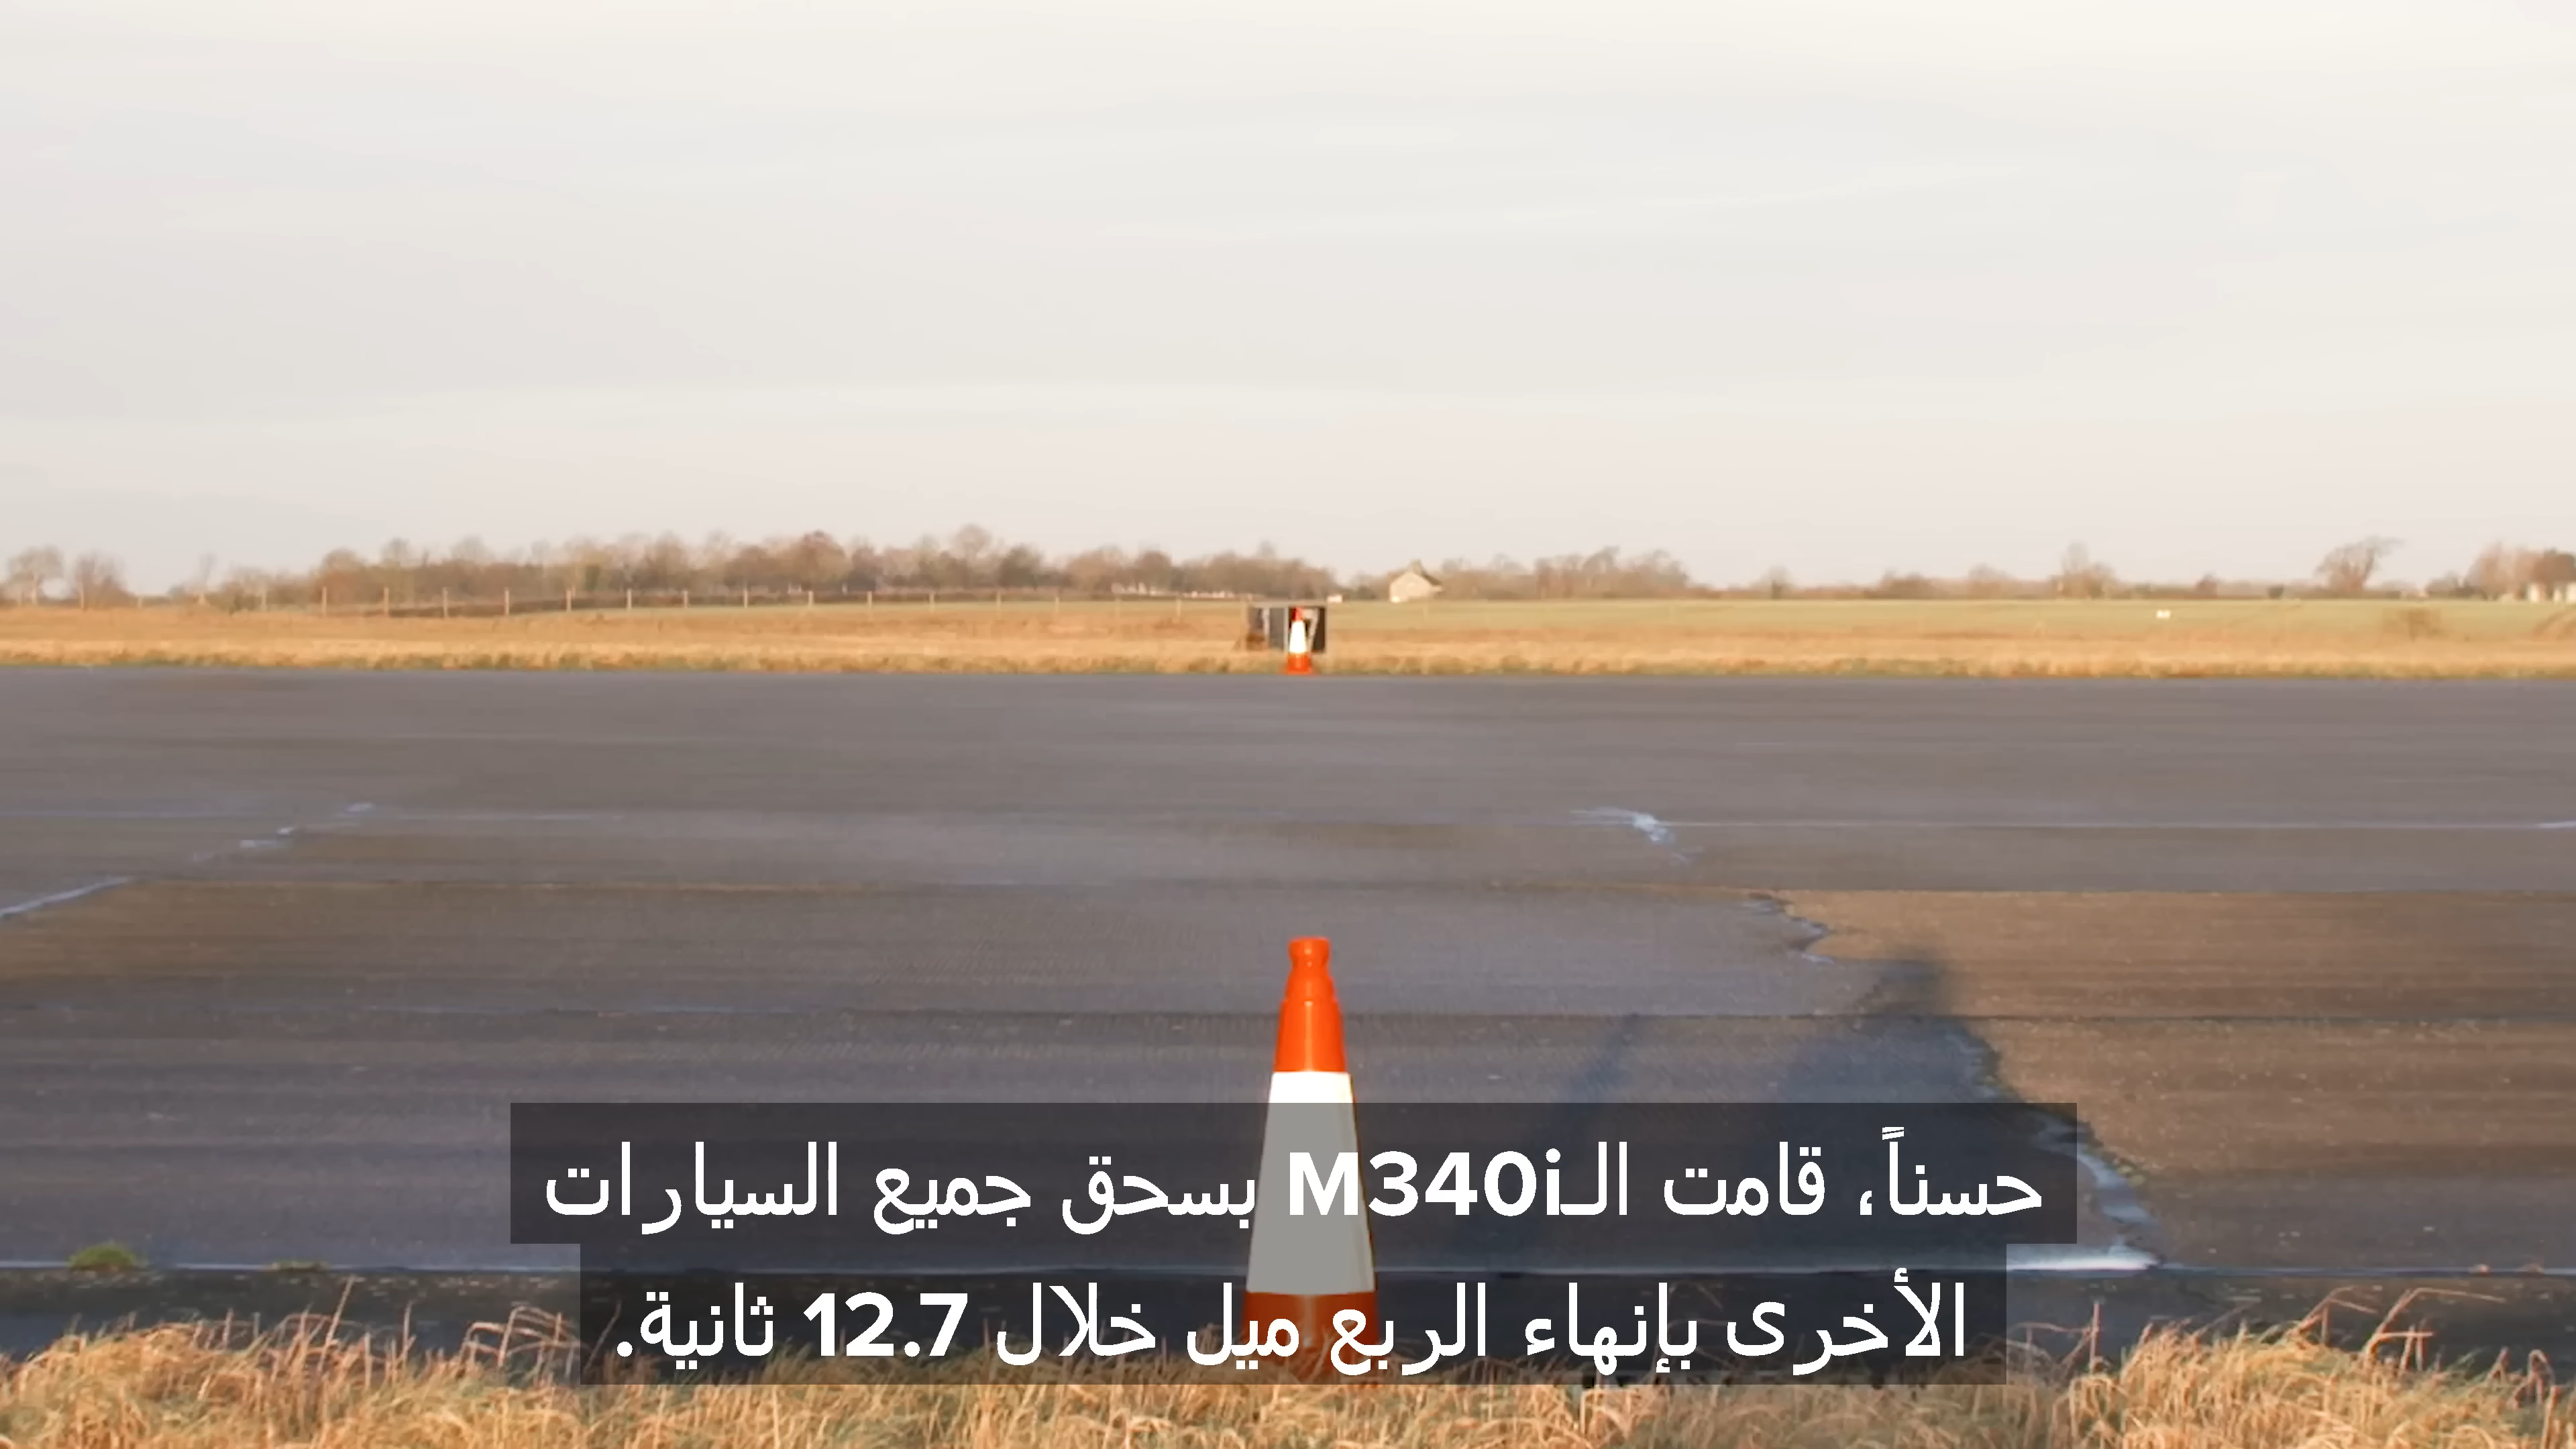 حسناً، قامت الـM340i بسحق جميع السيارات
الأخرى بإنهاء الربع ميل خلال 12.7 ثانية.